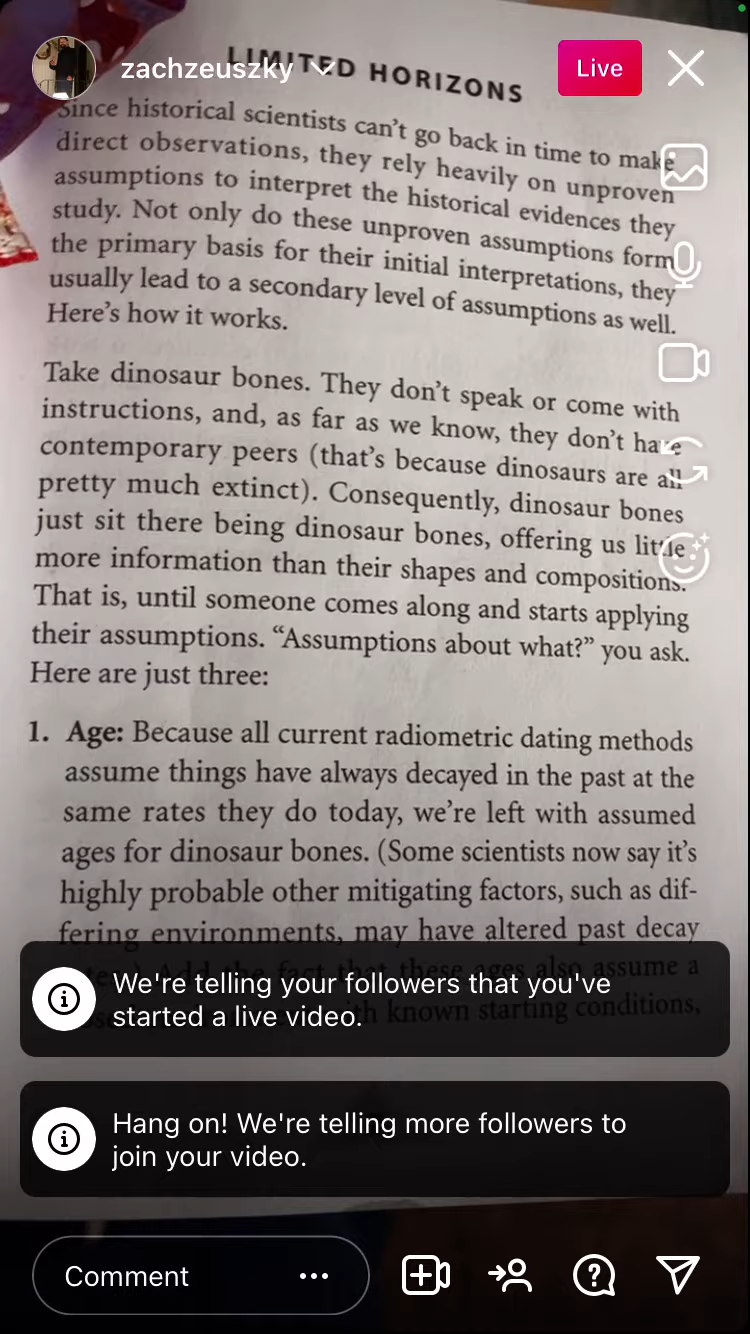 LIMITED HORIZONS
zachzeuszky
Live
Since historical scientists can't go back in time to make
direct observations, they rely heavily on unproven
assumptions to interpret the historical evidences they
study. Not only do these unproven assumptions form
the primary basis for their initial interpretations, they
usually lead to a secondary level of assumptions as well.
Here's how it works.
Take dinosaur bones. They don't speak or come with
instructions, and, as far as we know, they don't have
contemporary peers (that's because dinosaurs are all
pretty much extinct). Consequently, dinosaur bones
just sit there being dinosaur bones, offering us little
more information than their shapes and compositions.
That is, until someone comes along and starts applying
their assumptions. “Assumptions about what?” you ask.
Here are just three:
1. Age: Because all current radiometric dating methods
assume things have always decayed in the past at the
same rates they do today, we're left with assumed
ages for dinosaur bones. (Some scientists now say it's
highly probable other mitigating factors, such as dif-
fering environments, may have altered past decay
the fact that these ages also assume a
known starting conditions,
We're telling your followers that you've
started a live video.
Hang on! We're telling more followers to
join your video.
Comment